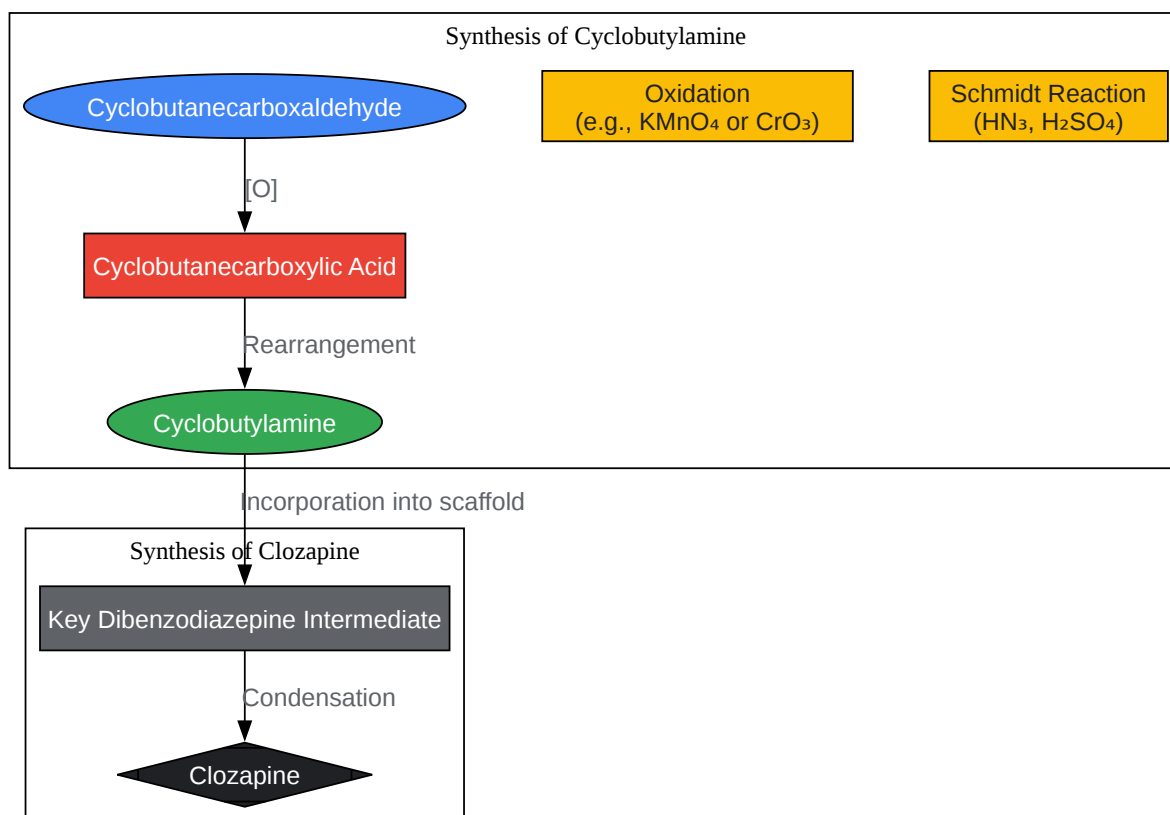 Synthesis of Cyclobutylamine
Cyclobutanecarboxaldehyde
Oxidation
(e.g., KMnO₄ or CrO₃)
Schmidt Reaction
(HN₃, H₂SO₄)
[O]
Cyclobutanecarboxylic Acid
Rearrangement
Cyclobutylamine
Incorporation into scaffold
Synthesis of Clozapine
Key Dibenzodiazepine Intermediate
Condensation
Clozapine